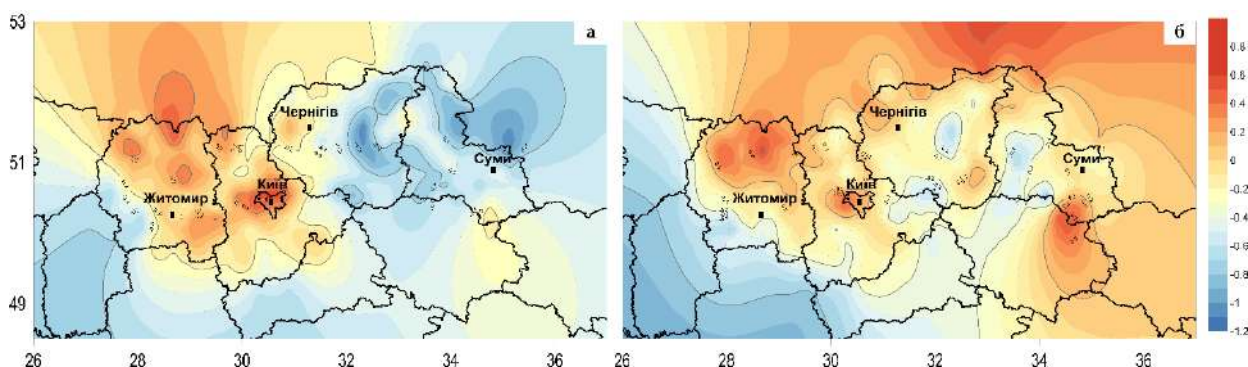 53
51
49
а
Чернігів
Суми
Київ
Житомир
26 28 30 32 34 36
б
Чернігів
Суми
Київ
Житомир
26 28 30 32 34 36
0.8
0.6
0.4
0.2
0
-0.2
-0.4
-0.6
-0.8
-1
-1.2